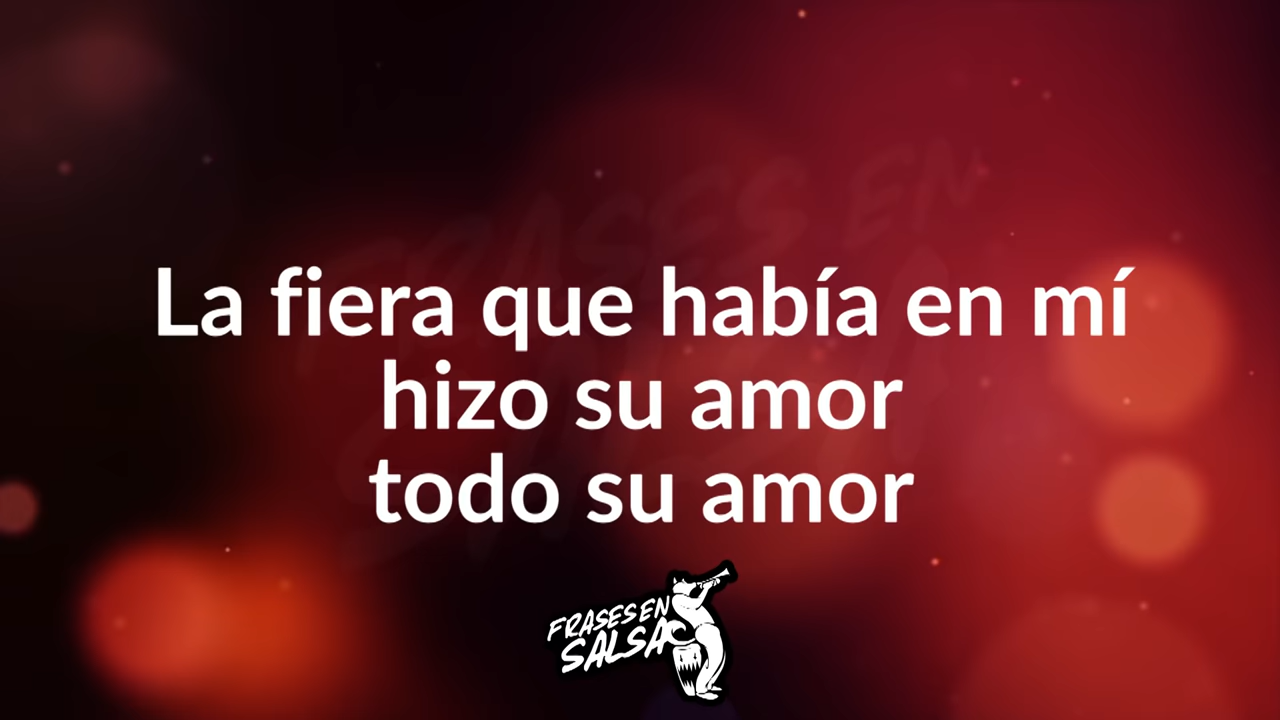 La fiera que había en mí
hizo su amor
todo su amor
FRASES EN
SALSA